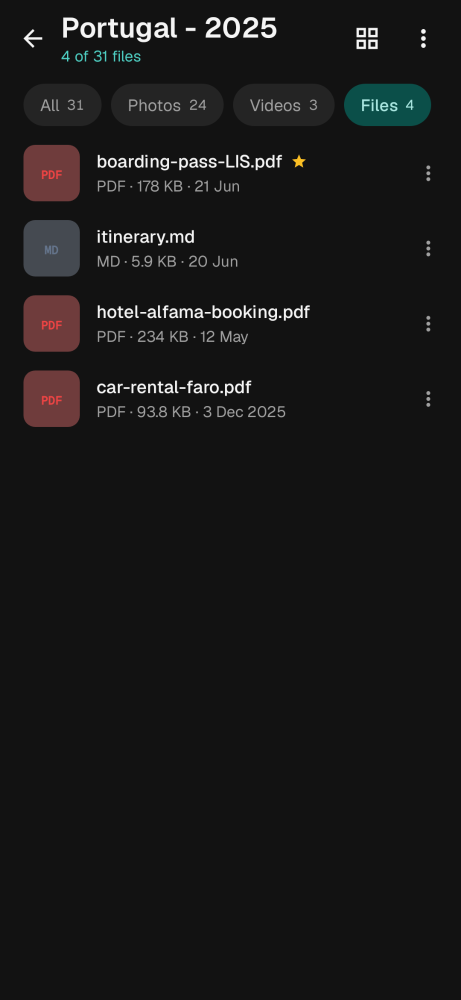 Portugal - 2025
4 of 31 files
All 31
Photos 24
Videos 3
Files 4
PDF
boarding-pass-LIS.pdf
PDF · 178 KB · 21 Jun
MD
itinerary.md
MD · 5.9 KB · 20 Jun
PDF
hotel-alfama-booking.pdf
PDF · 234 KB · 12 May
PDF
car-rental-faro.pdf
PDF · 93.8 KB · 3 Dec 2025